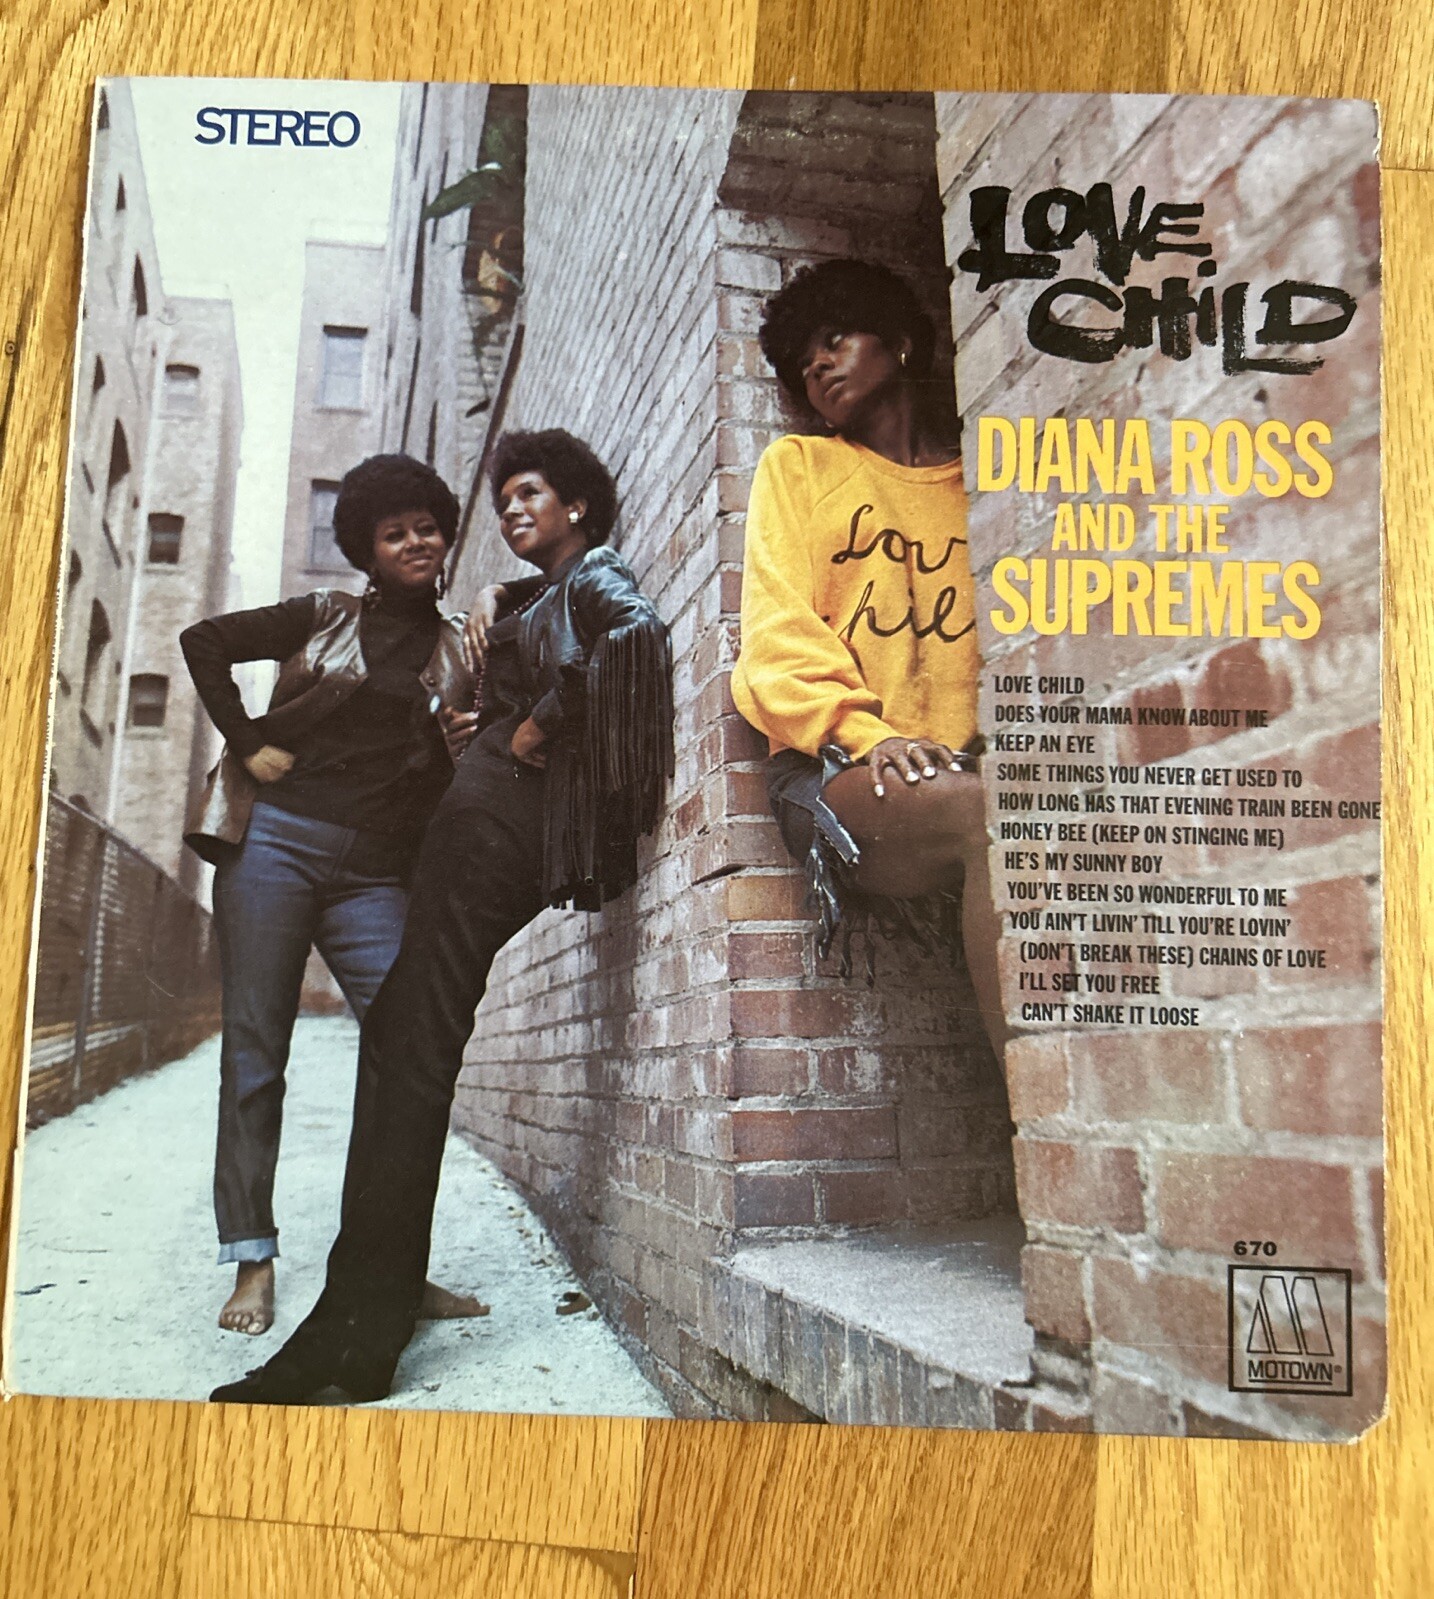 STEREO
LOVE
CHILD
DIANA ROSS
AND THE
SUPREMES
Lov
hil
LOVE CHILD
DOES YOUR MAMA KNOW ABOUT ME
KEEP AN EYE
SOME THINGS YOU NEVER GET USED TO
HOW LONG HAS THAT EVENING TRAIN BEEN GONE
HONEY BEE (KEEP ON STINGING ME)
HE'S MY SUNNY BOY
YOU'VE BEEN SO WONDERFUL TO ME
YOU AIN'T LIVIN' TILL YOU'RE LOVIN'
(DON'T BREAK THESE) CHAINS OF LOVE
I'LL SET YOU FREE
CAN'T SHAKE IT LOOSE
670
M
MOTOWN®